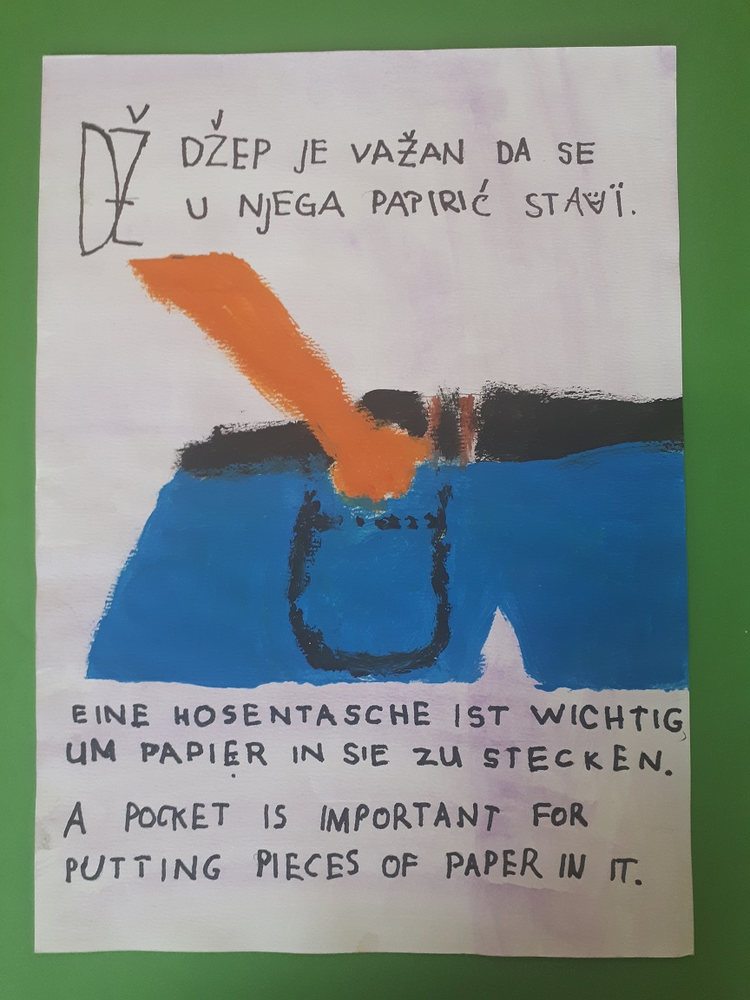 DŽ
DŽEP JE VAŽAN DA SE
U NJEGA PAPIRIĆ STAVÏ.
EINE HOSENTASCHE IST WICHTIG,
UM PAPIER IN SIE ZU STECKEN.
A POCKET IS IMPORTANT FOR
PUTTING PIECES OF PAPER IN IT.